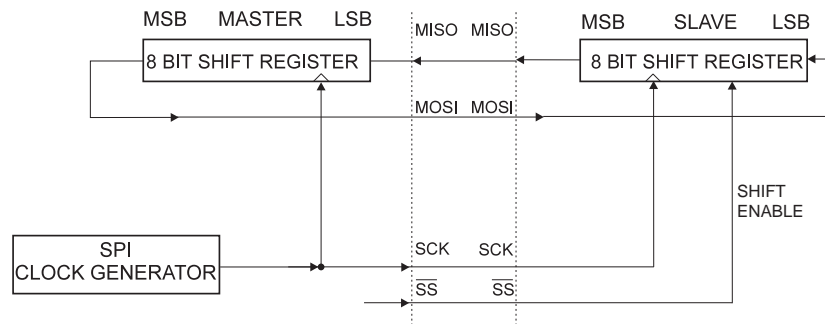 MSB MASTER LSB
MISO MISO
MSB SLAVE LSB
8 BIT SHIFT REGISTER
8 BIT SHIFT REGISTER
MOSI MOSI
SHIFT
ENABLE
SPI
CLOCK GENERATOR
SCK SCK
SS SS